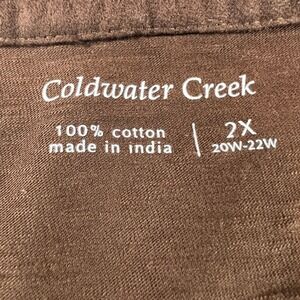 Coldwater Creek
100% cotton
made in india
2X
20W-22W